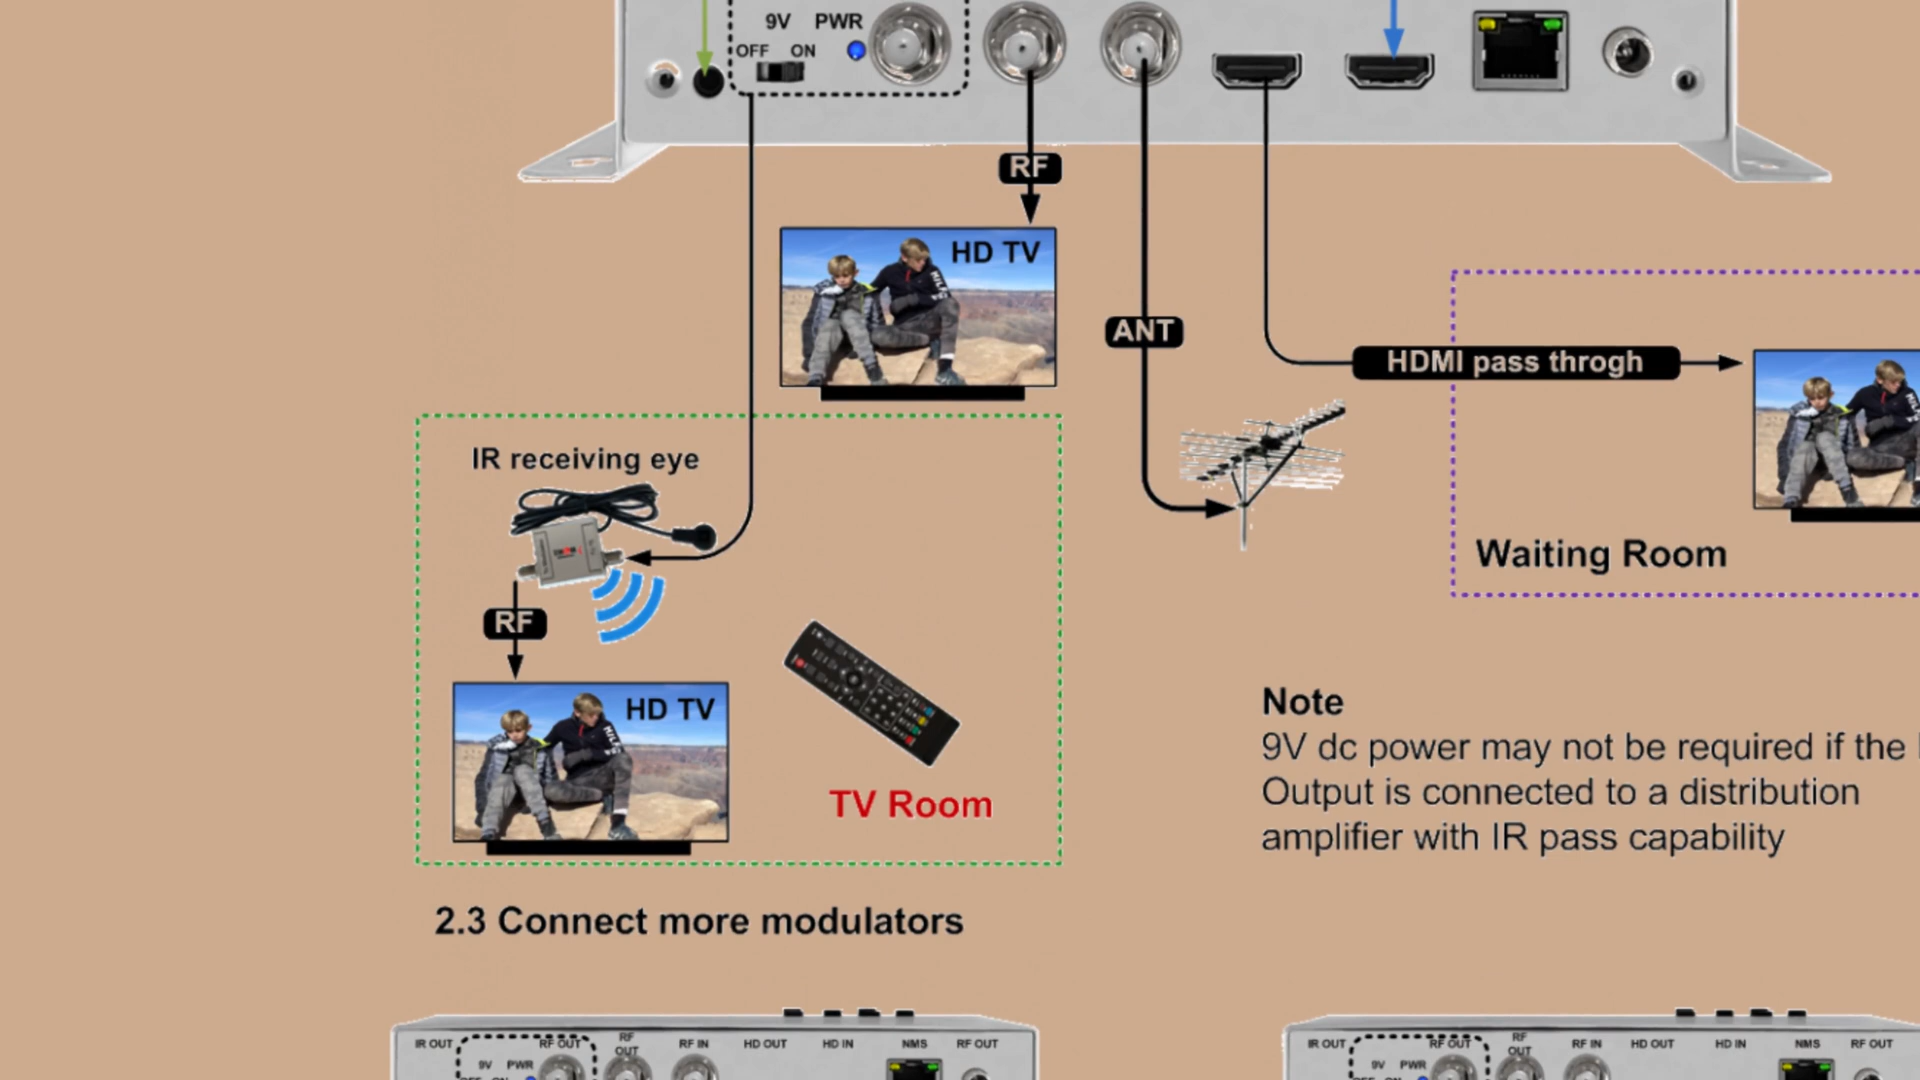 9V PWR
OFF ON
RF
HD TV
ANT
HDMI pass throgh
IR receiving eye
RF
HD TV
TV Room
Waiting Room
Note
9V dc power may not be required if the
Output is connected to a distribution
amplifier with IR pass capability
2.3 Connect more modulators
IR OUT RF OUT RF OUT RF IN HD OUT HD IN NMS RF OUT
9V PWR
OFF ON
IR OUT RF OUT RF OUT RF IN HD OUT HD IN NMS RF OUT
9V PWR
OFF ON